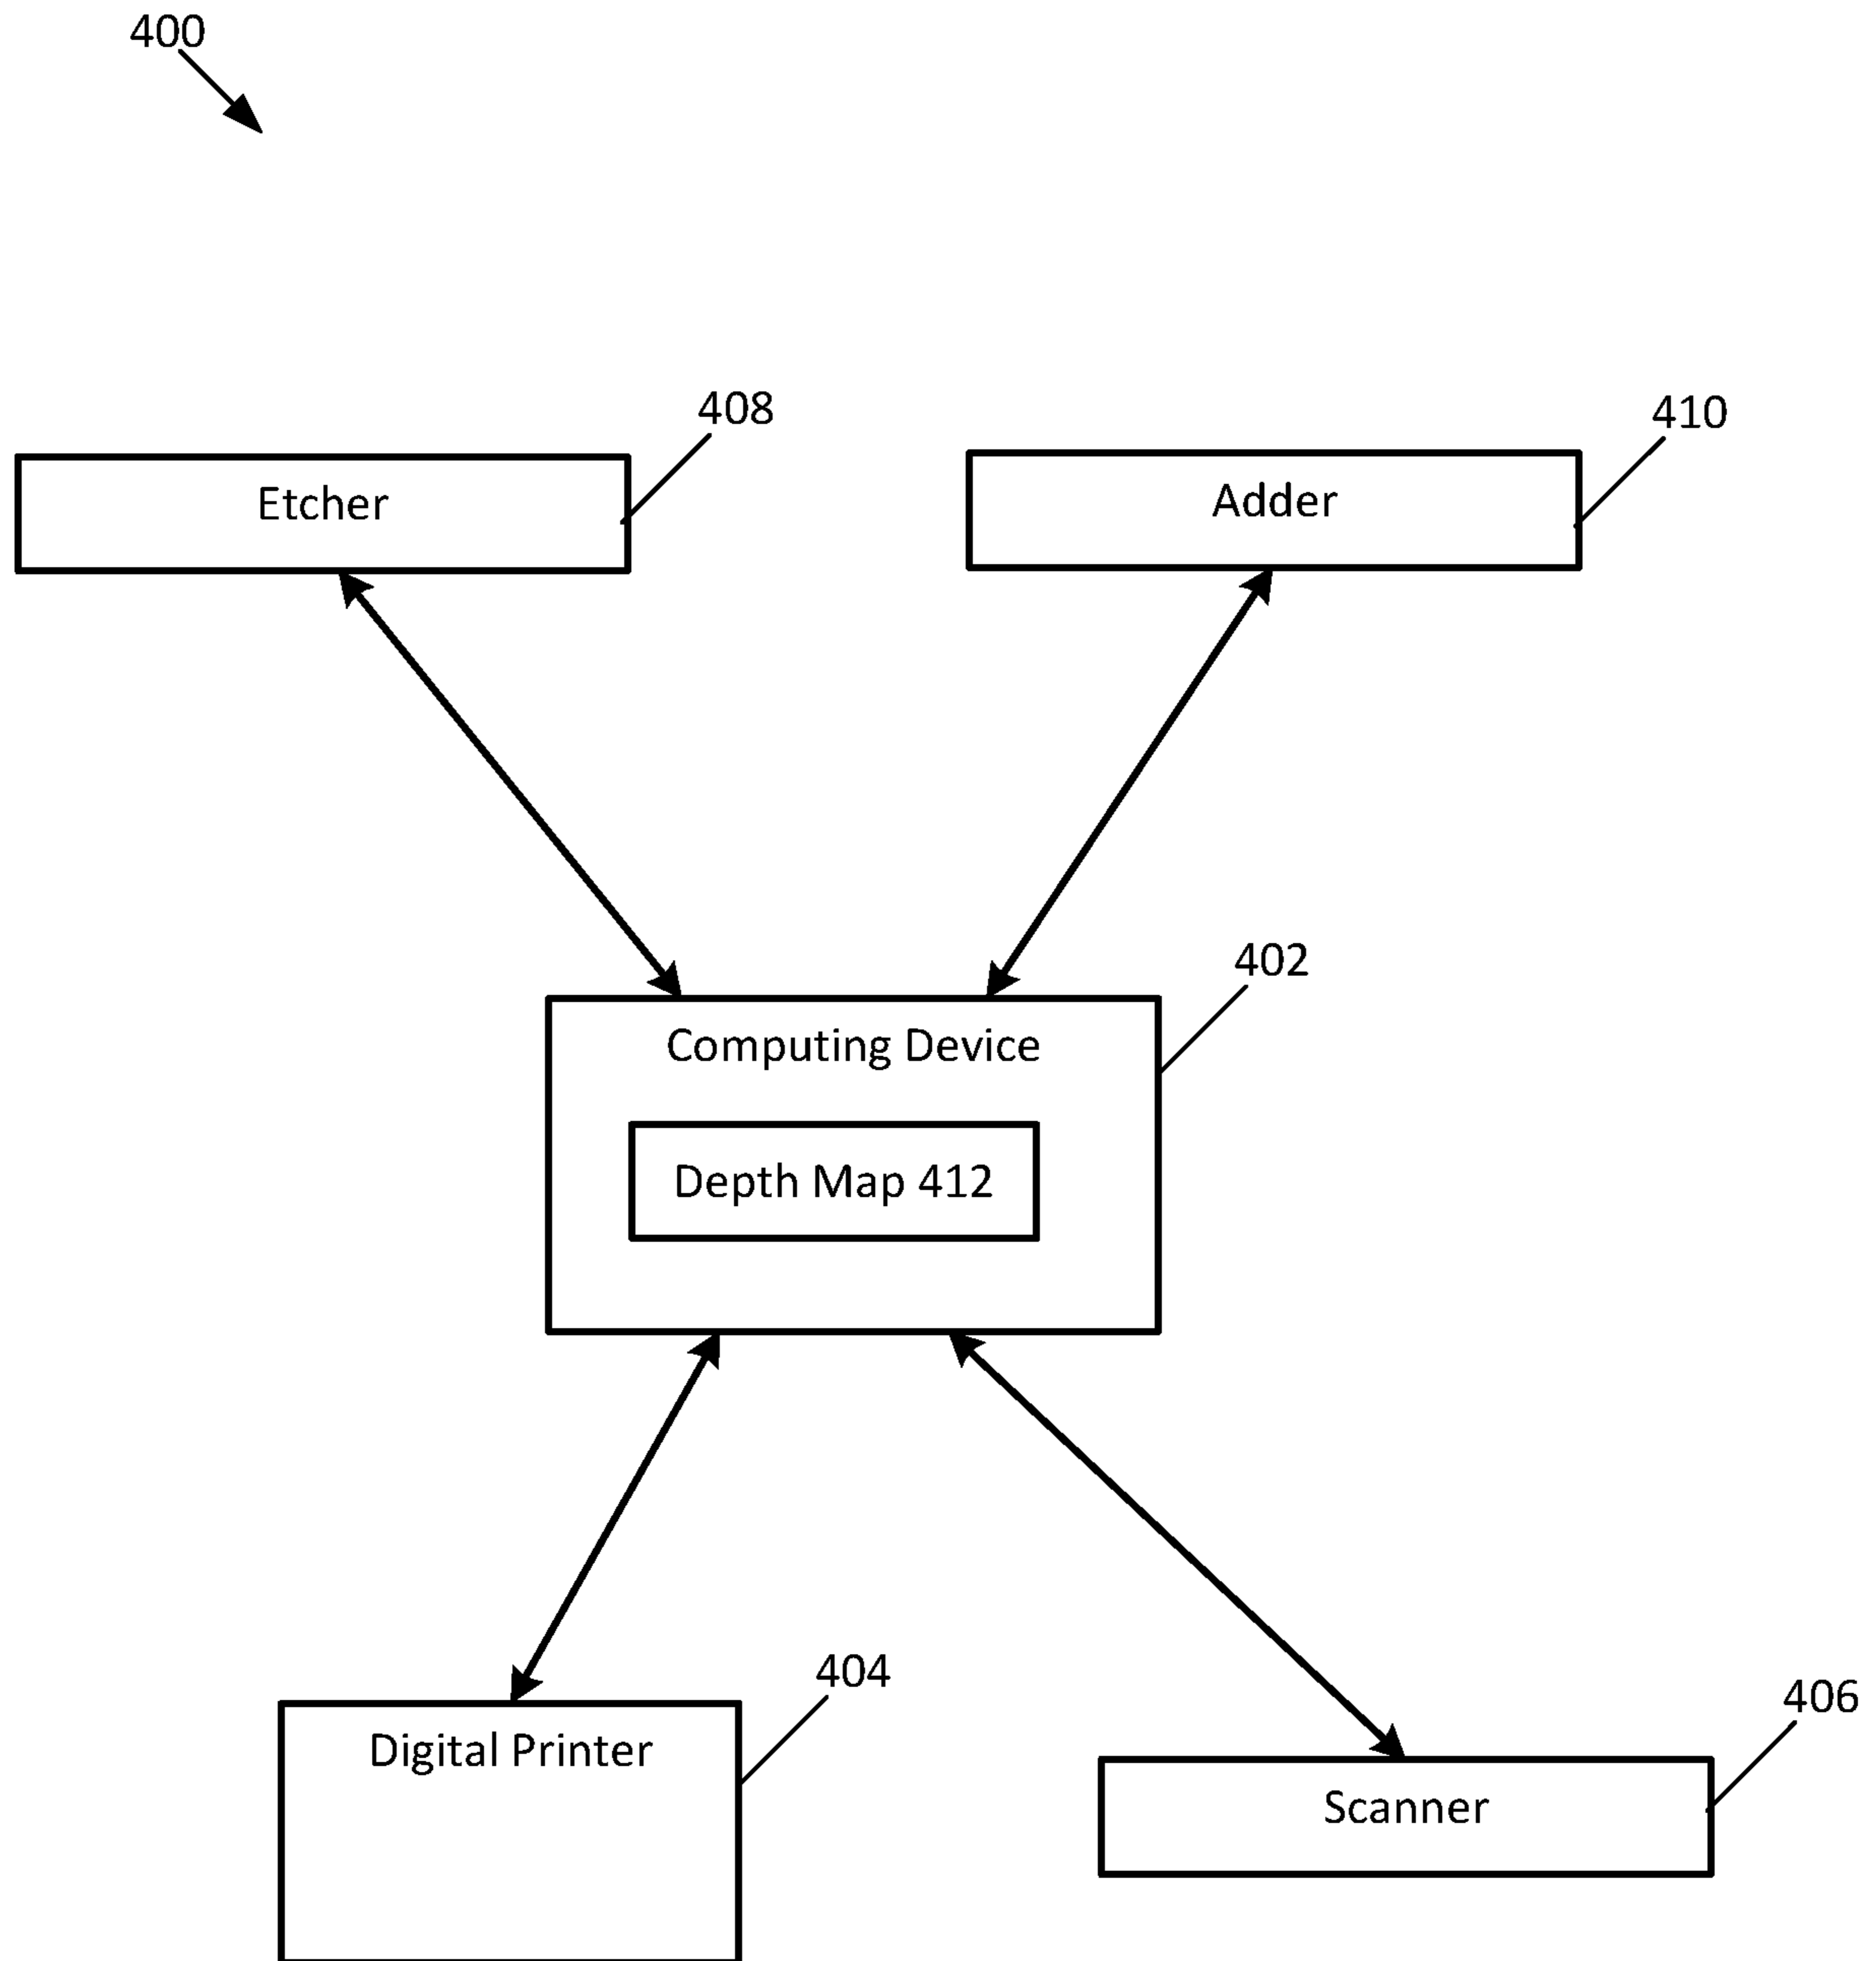 400
408
410
Etcher
Adder
402
Computing Device
Depth Map 412
404
406
Digital Printer
Scanner